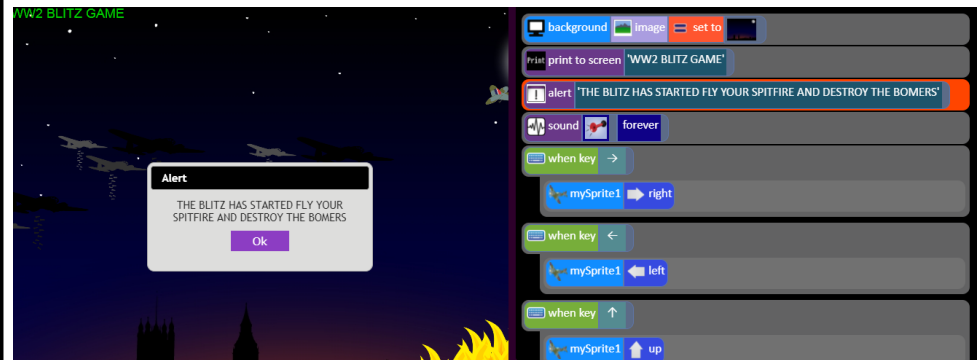 WW2 BLITZ GAME
Alert
THE BLITZ HAS STARTED FLY YOUR
SPITFIRE AND DESTROY THE BOMERS
Ok
background image = set to
Print print to screen 'WW2 BLITZ GAME'
! alert 'THE BLITZ HAS STARTED FLY YOUR SPITFIRE AND DESTROY THE BOMERS'
sound forever
when key →
mySprite1 right
when key ←
mySprite1 left
when key ↑
mySprite1 up